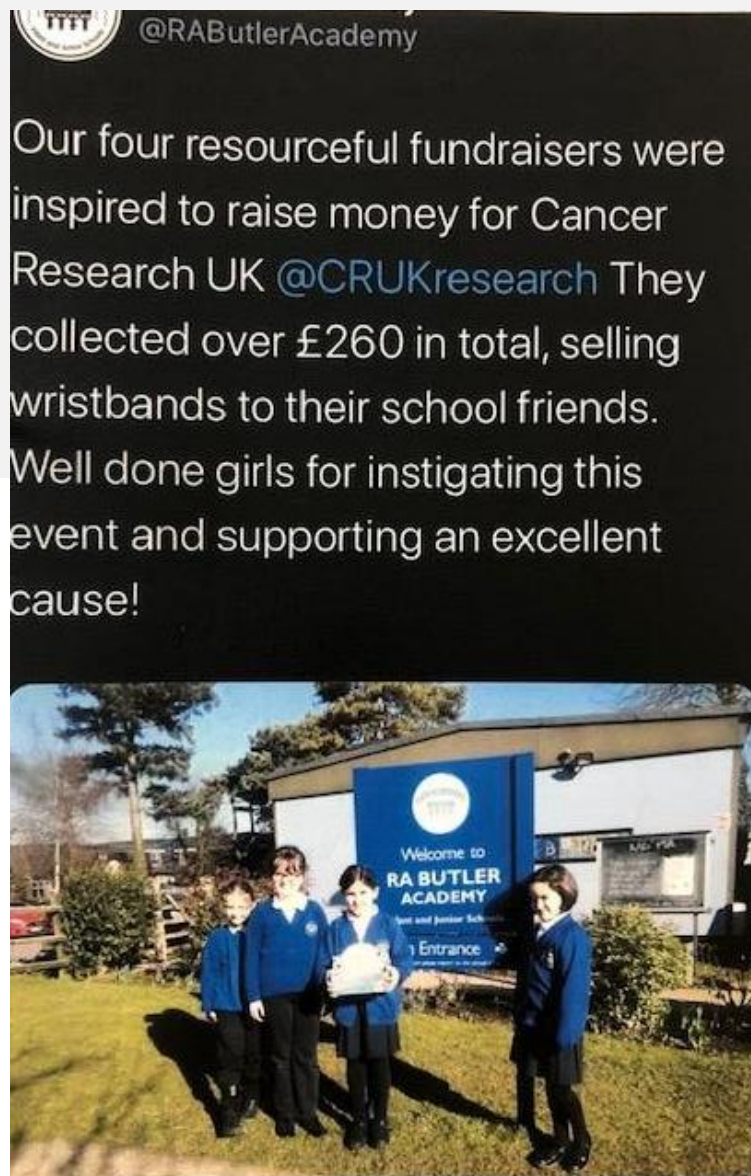 @RAButlerAcademy
Our four resourceful fundraisers were
inspired to raise money for Cancer
Research UK @CRUKresearch They
collected over £260 in total, selling
wristbands to their school friends.
Well done girls for instigating this
event and supporting an excellent
cause!
Welcome to
RA BUTLER
ACADEMY
and Junior
Entrance